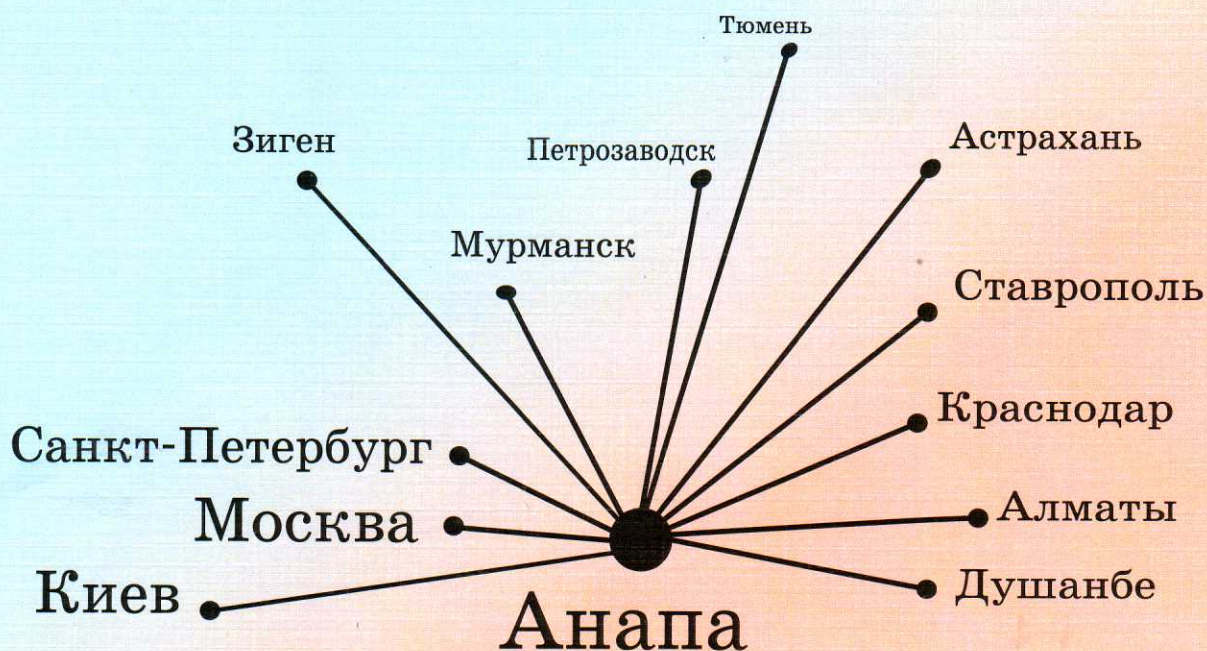 Тюмень
Зиген
Петрозаводск
Астрахань
Мурманск
Ставрополь
Краснодар
Санкт-Петербург
Москва
Алматы
Киев
Душанбе
Анапа